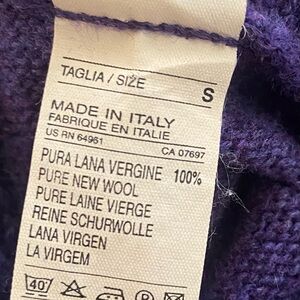 TAGLIA / SIZE S
MADE IN ITALY
FABRIQUE EN ITALIE
US RN 64961 CA 07697
PURA LANA VERGINE 100%
PURE NEW WOOL
PURE LAINE VIERGE
REINE SCHURWOLLE
LANA VIRGEN
LA VIRGEM
40